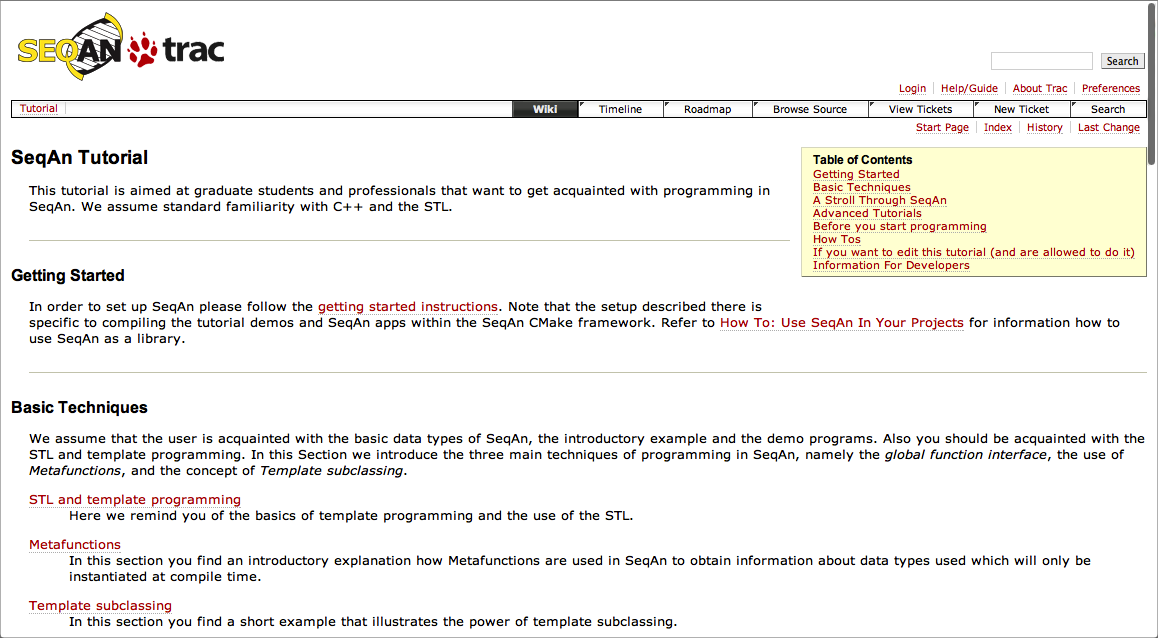 SEQAN trac
Search
Login Help/Guide About Trac Preferences
Tutorial
Wiki Timeline Roadmap Browse Source View Tickets New Ticket Search
Start Page Index History Last Change
SeqAn Tutorial
This tutorial is aimed at graduate students and professionals that want to get acquainted with programming in
SeqAn. We assume standard familiarity with C++ and the STL.
Table of Contents
Getting Started
Basic Techniques
A Stroll Through SeqAn
Advanced Tutorials
Before you start programming
How Tos
If you want to edit this tutorial (and are allowed to do it)
Information For Developers
Getting Started
In order to set up SeqAn please follow the getting started instructions. Note that the setup described there is
specific to compiling the tutorial demos and SeqAn apps within the SeqAn CMake framework. Refer to How To: Use SeqAn In Your Projects for information how to
use SeqAn as a library.
Basic Techniques
We assume that the user is acquainted with the basic data types of SeqAn, the introductory example and the demo programs. Also you should be acquainted with the
STL and template programming. In this Section we introduce the three main techniques of programming in SeqAn, namely the global function interface, the use of
Metafunctions, and the concept of Template subclassing.
STL and template programming
Here we remind you of the basics of template programming and the use of the STL.
Metafunctions
In this section you find an introductory explanation how Metafunctions are used in SeqAn to obtain information about data types used which will only be
instantiated at compile time.
Template subclassing
In this section you find a short example that illustrates the power of template subclassing.